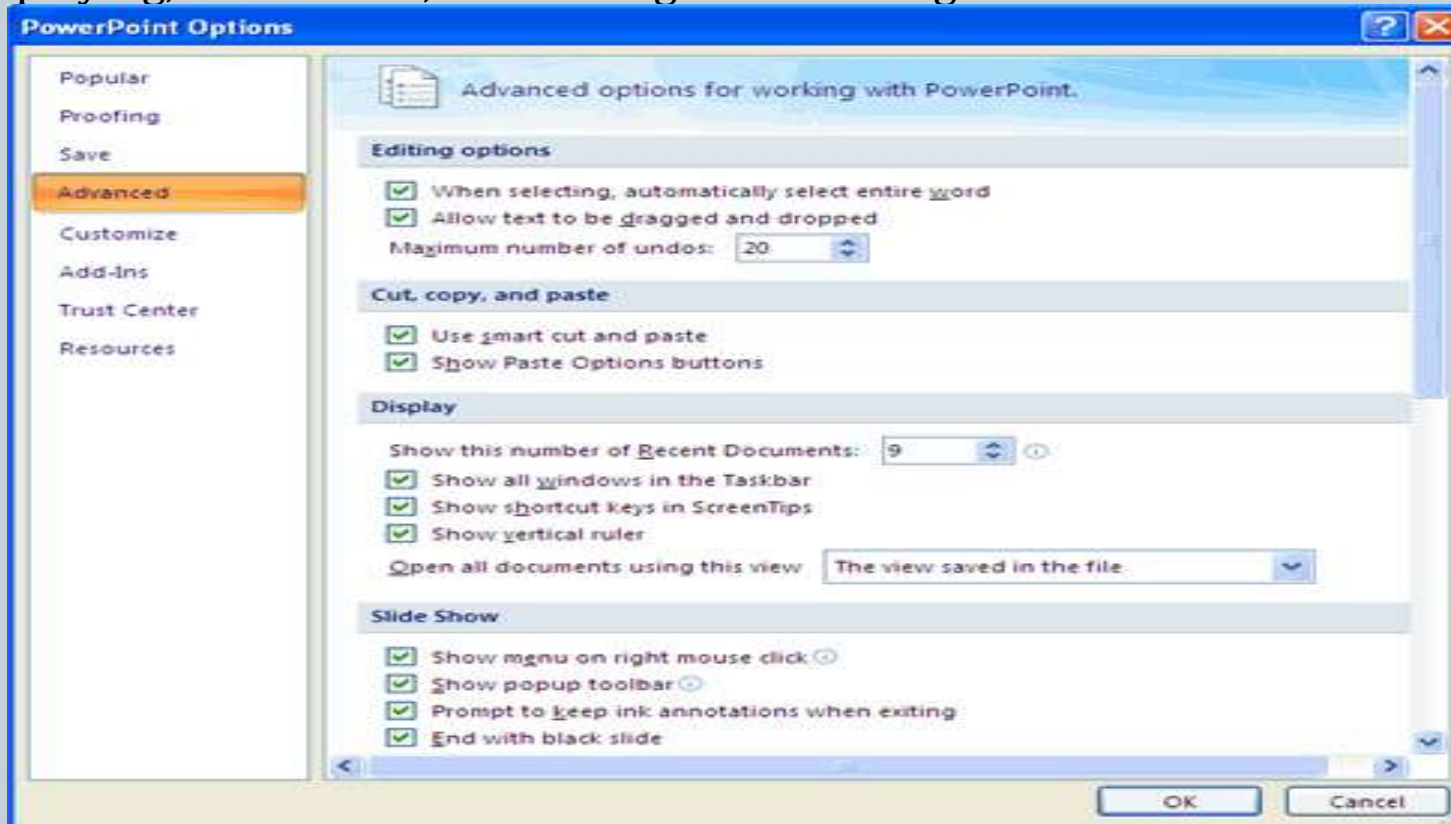 PowerPoint Options
Popular
Proofing
Save
Advanced
Customize
Add-Ins
Trust Center
Resources
Advanced options for working with PowerPoint.
Editing options
When selecting, automatically select entire word
Allow text to be dragged and dropped
Maximum number of undos: 20
Cut, copy, and paste
Use smart cut and paste
Show Paste Options buttons
Display
Show this number of Recent Documents: 9
Show all windows in the Taskbar
Show shortcut keys in ScreenTips
Show vertical ruler
Open all documents using this view The view saved in the file
Slide Show
Show menu on right mouse click
Show popup toolbar
Prompt to keep ink annotations when exiting
End with black slide
OK Cancel